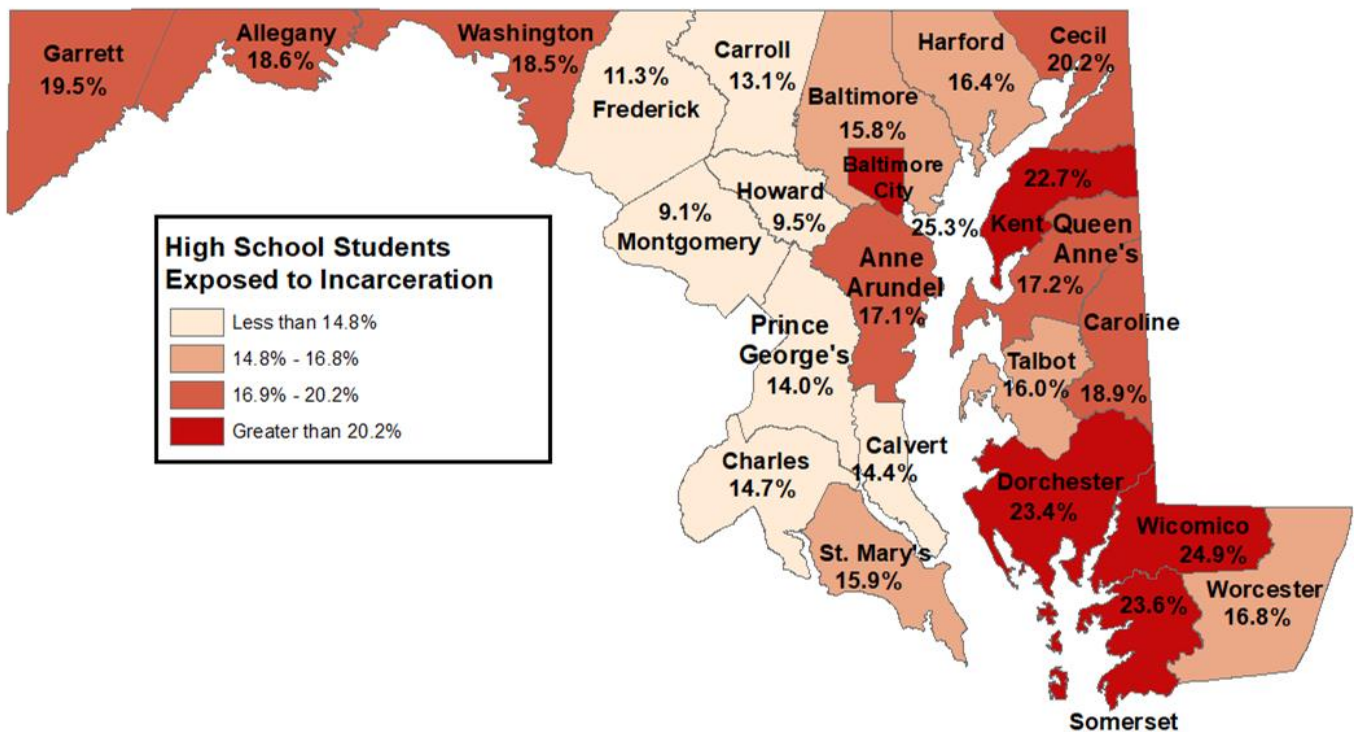 Garrett
19.5%
Allegany
18.6%
Washington
18.5%
11.3%
Frederick
Carroll
13.1%
Baltimore
15.8%
Harford
16.4%
Cecil
20.2%
Baltimore
City
25.3%
22.7%
Kent
Queen
Anne's
17.2%
Howard
9.5%
9.1%
Montgomery
Anne
Arundel
17.1%
High School Students
Exposed to Incarceration
Less than 14.8%
14.8% - 16.8%
16.9% - 20.2%
Greater than 20.2%
Prince
George's
14.0%
Caroline
18.9%
Talbot
16.0%
Charles
14.7%
Calvert
14.4%
St. Mary's
15.9%
Dorchester
23.4%
Wicomico
24.9%
Worcester
16.8%
23.6%
Somerset